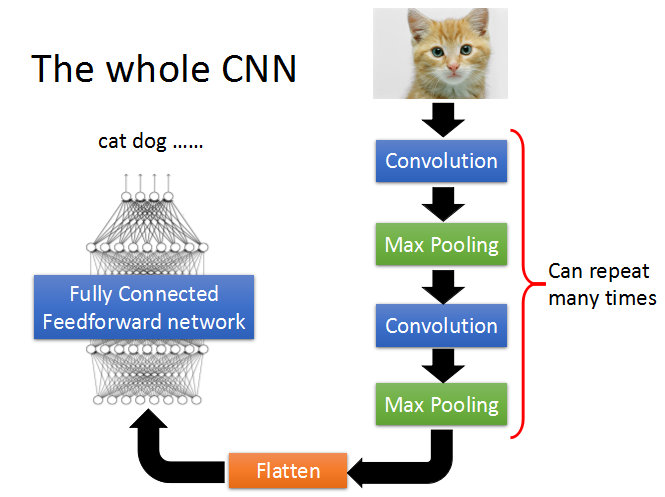 The whole CNN
cat dog ……
Convolution
Max Pooling
Convolution
Max Pooling
Can repeat
many times
Flatten
Fully Connected
Feedforward network